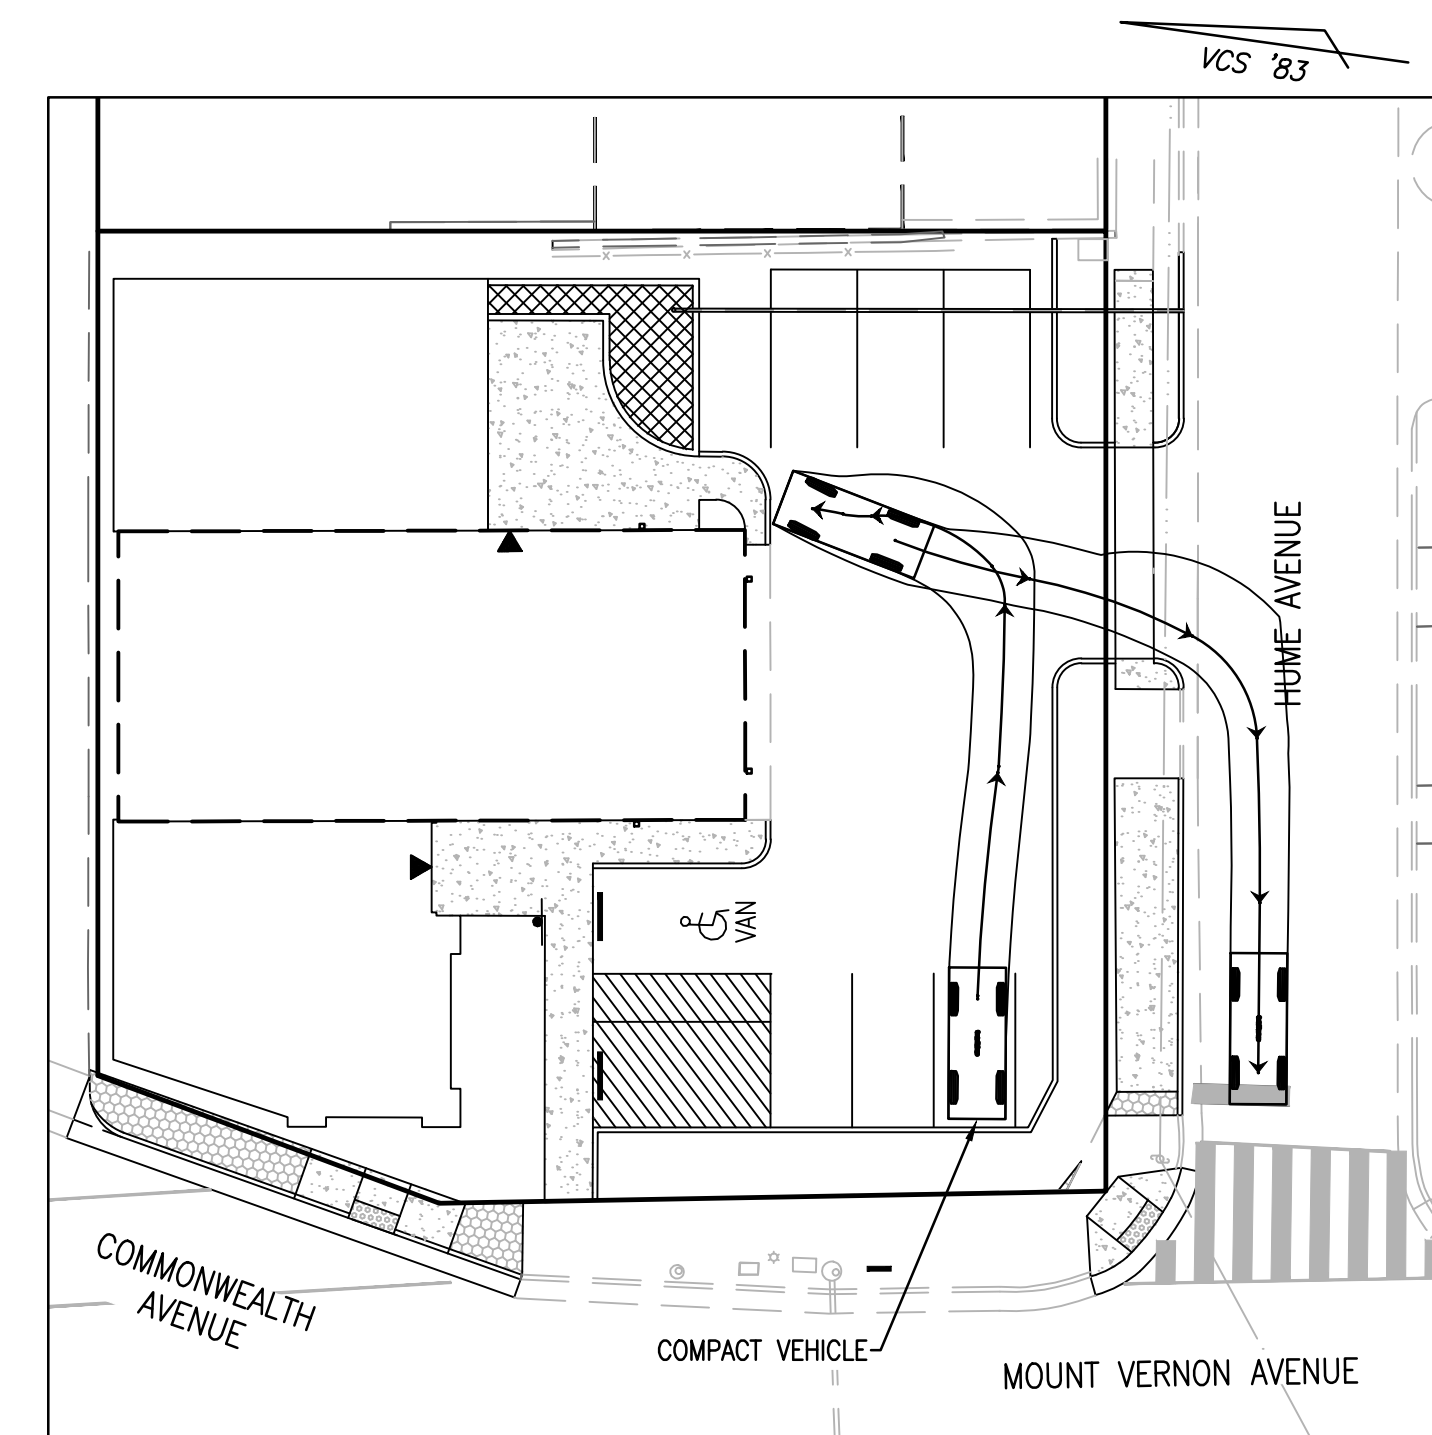 VCS '83
HUME AVENUE
VAN
COMMONWEALTH
AVENUE
COMPACT VEHICLE
MOUNT VERNON AVENUE